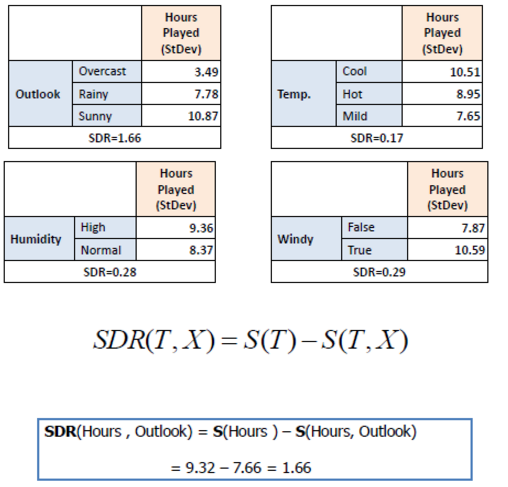 Hours
Played
(StDev)
Outlook
Overcast 3.49
Rainy 7.78
Sunny 10.87
SDR=1.66
Hours
Played
(StDev)
Temp.
Cool 10.51
Hot 8.95
Mild 7.65
SDR=0.17
Hours
Played
(StDev)
Humidity
High 9.36
Normal 8.37
SDR=0.28
Hours
Played
(StDev)
Windy
False 7.87
True 10.59
SDR=0.29
SDR(T, X) = S(T) – S(T, X)
SDR(Hours , Outlook) = S(Hours ) – S(Hours, Outlook)
= 9.32 – 7.66 = 1.66